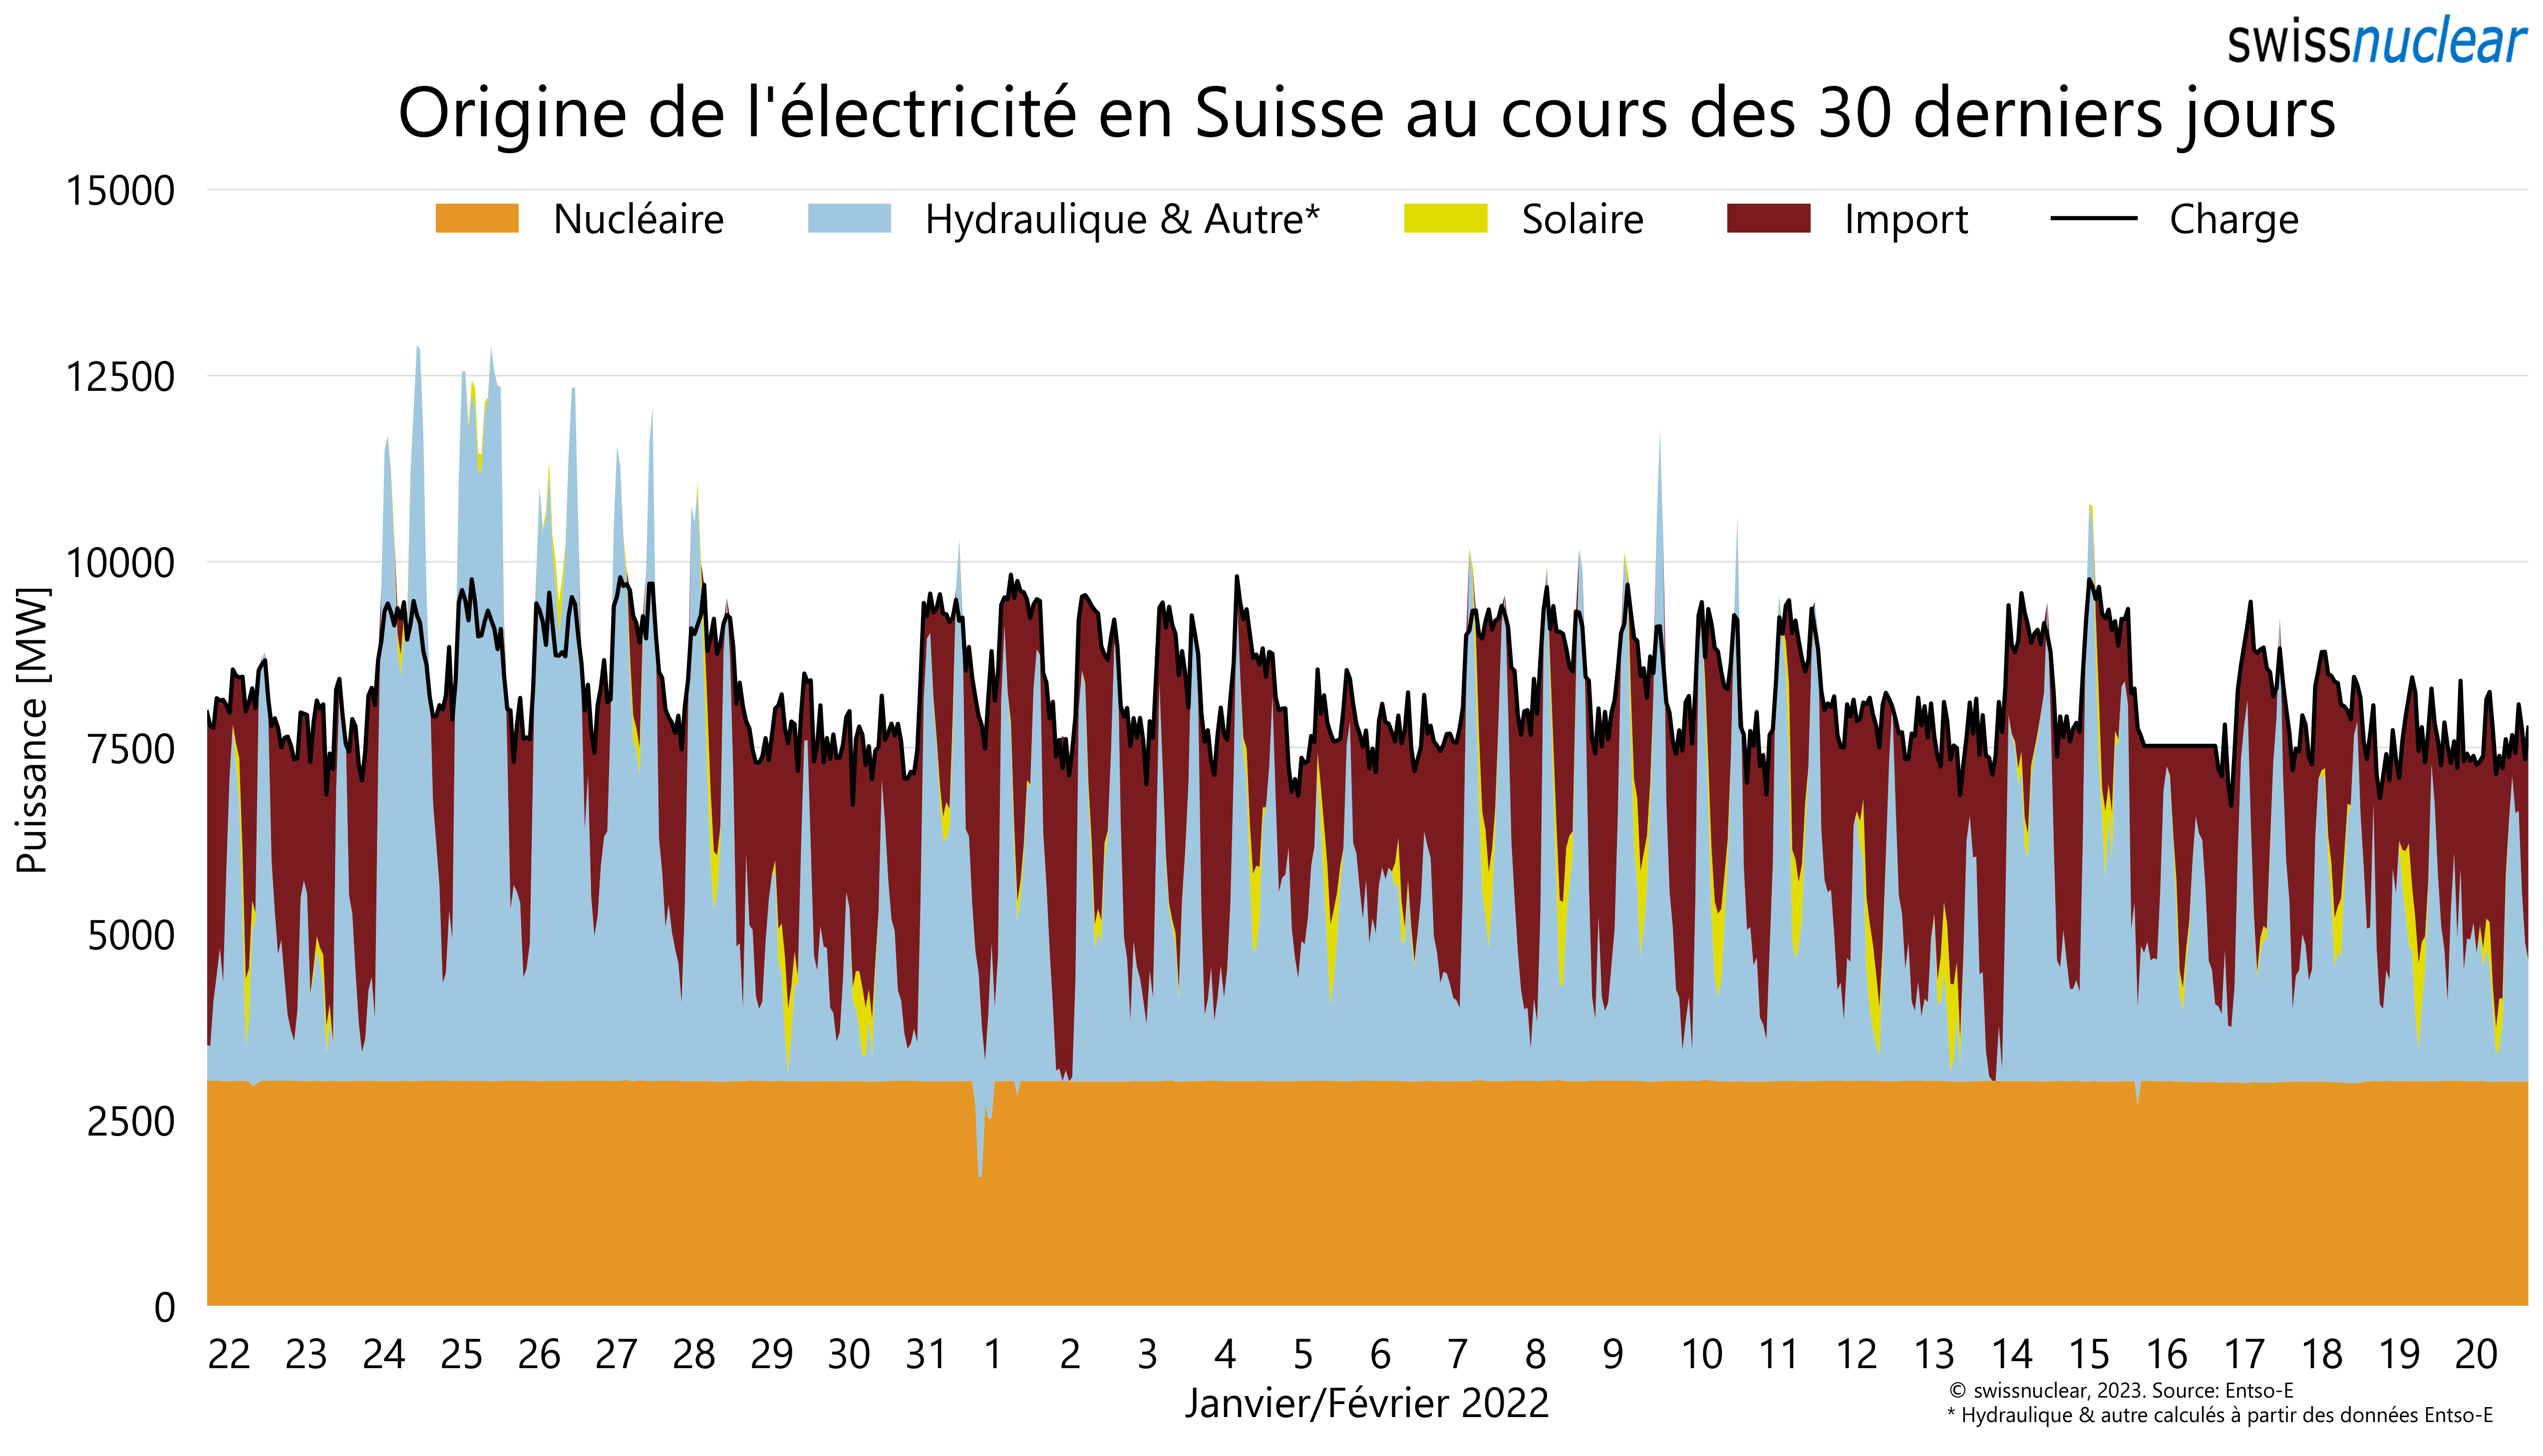 swissnuclear
Origine de l'électricité en Suisse au cours des 30 derniers jours
15000
Nucléaire Hydraulique & Autre* Solaire Import Charge
12500
10000
7500
5000
2500
0
Puissance [MW]
22 23 24 25 26 27 28 29 30 31 1 2 3 4 5 6 7 8 9 10 11 12 13 14 15 16 17 18 19 20
Janvier/Février 2022
© swissnuclear, 2023. Source: Entso-E
* Hydraulique & autre calculés à partir des données Entso-E